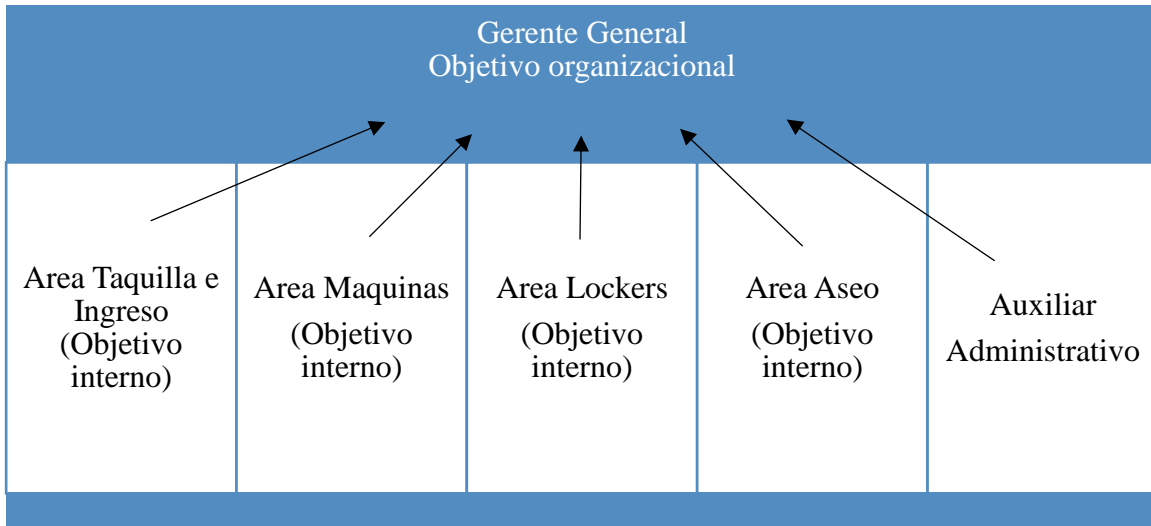 Gerente General
Objetivo organizacional
Area Taquilla e
Ingreso
(Objetivo
interno)
Area Maquinas
(Objetivo
interno)
Area Lockers
(Objetivo
interno)
Area Aseo
(Objetivo
interno)
Auxiliar
Administrativo